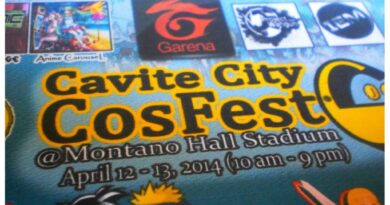 Garena
Anime Carousel
Cavite City
CosFest
@ Montano Hall Stadium
April 12 - 13, 2014 (10 am - 9 pm)